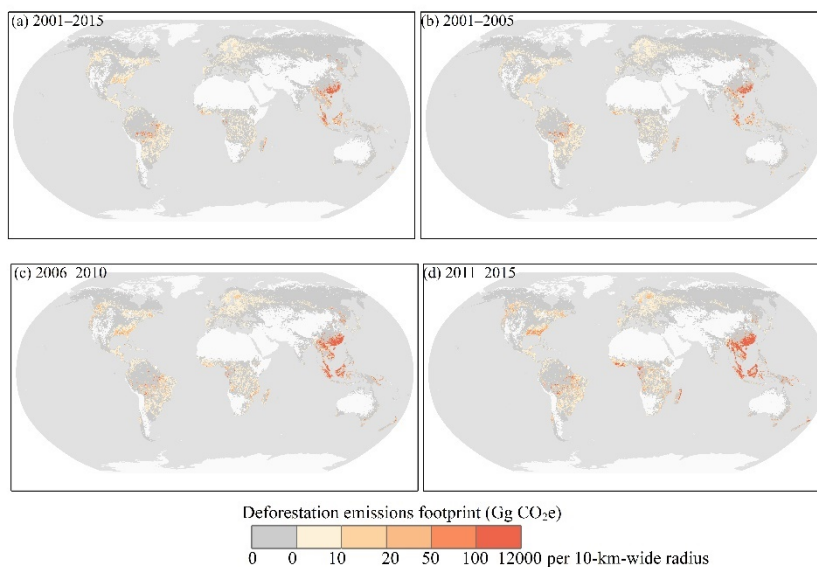 (a) 2001–2015
(b) 2001–2005
(c) 2006–2010
(d) 2011–2015
Deforestation emissions footprint (Gg CO₂e)
0 0 10 20 50 100 12000 per 10-km-wide radius